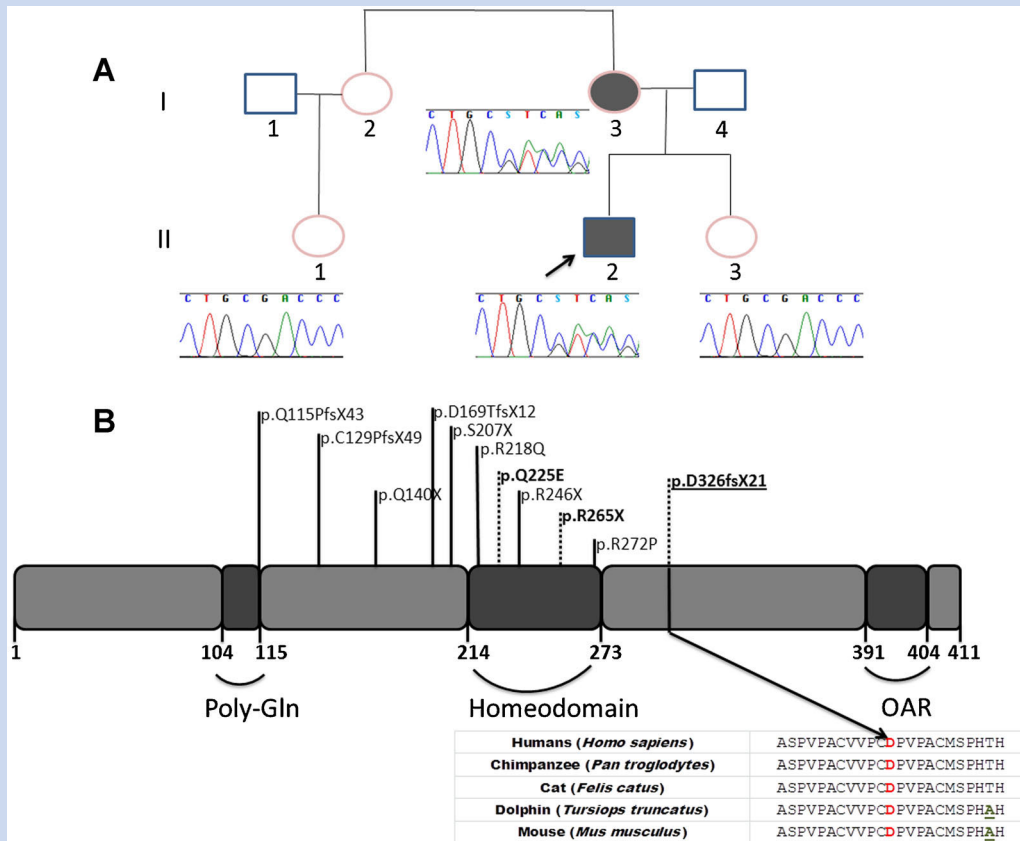 A
I
1
2
3
4
C T G C S T C A S
II
1
2
3
C T G C G A C C C
C T G C S T C A S
C T G C G A C C C
B
p.Q115PfsX43
p.D169TfsX12
p.C129PfsX49
p.S207X
p.R218Q
p.Q225E
p.D326fsX21
p.Q140X
p.R246X
p.R265X
p.R272P
1
104
115
214
273
391
404
411
Poly-Gln
Homeodomain
OAR
Humans (Homo sapiens) ASPVPACVVPCDPVPACMSPHTH
Chimpanzee (Pan troglodytes) ASPVPACVVPCDPVPACMSPHTH
Cat (Felis catus) ASPVPACVVPCDPVPACMSPHTH
Dolphin (Tursiops truncatus) ASPVPACVVPCDPVPACMSPHAH
Mouse (Mus musculus) ASPVPACVVPCDPVPACMSPHAH